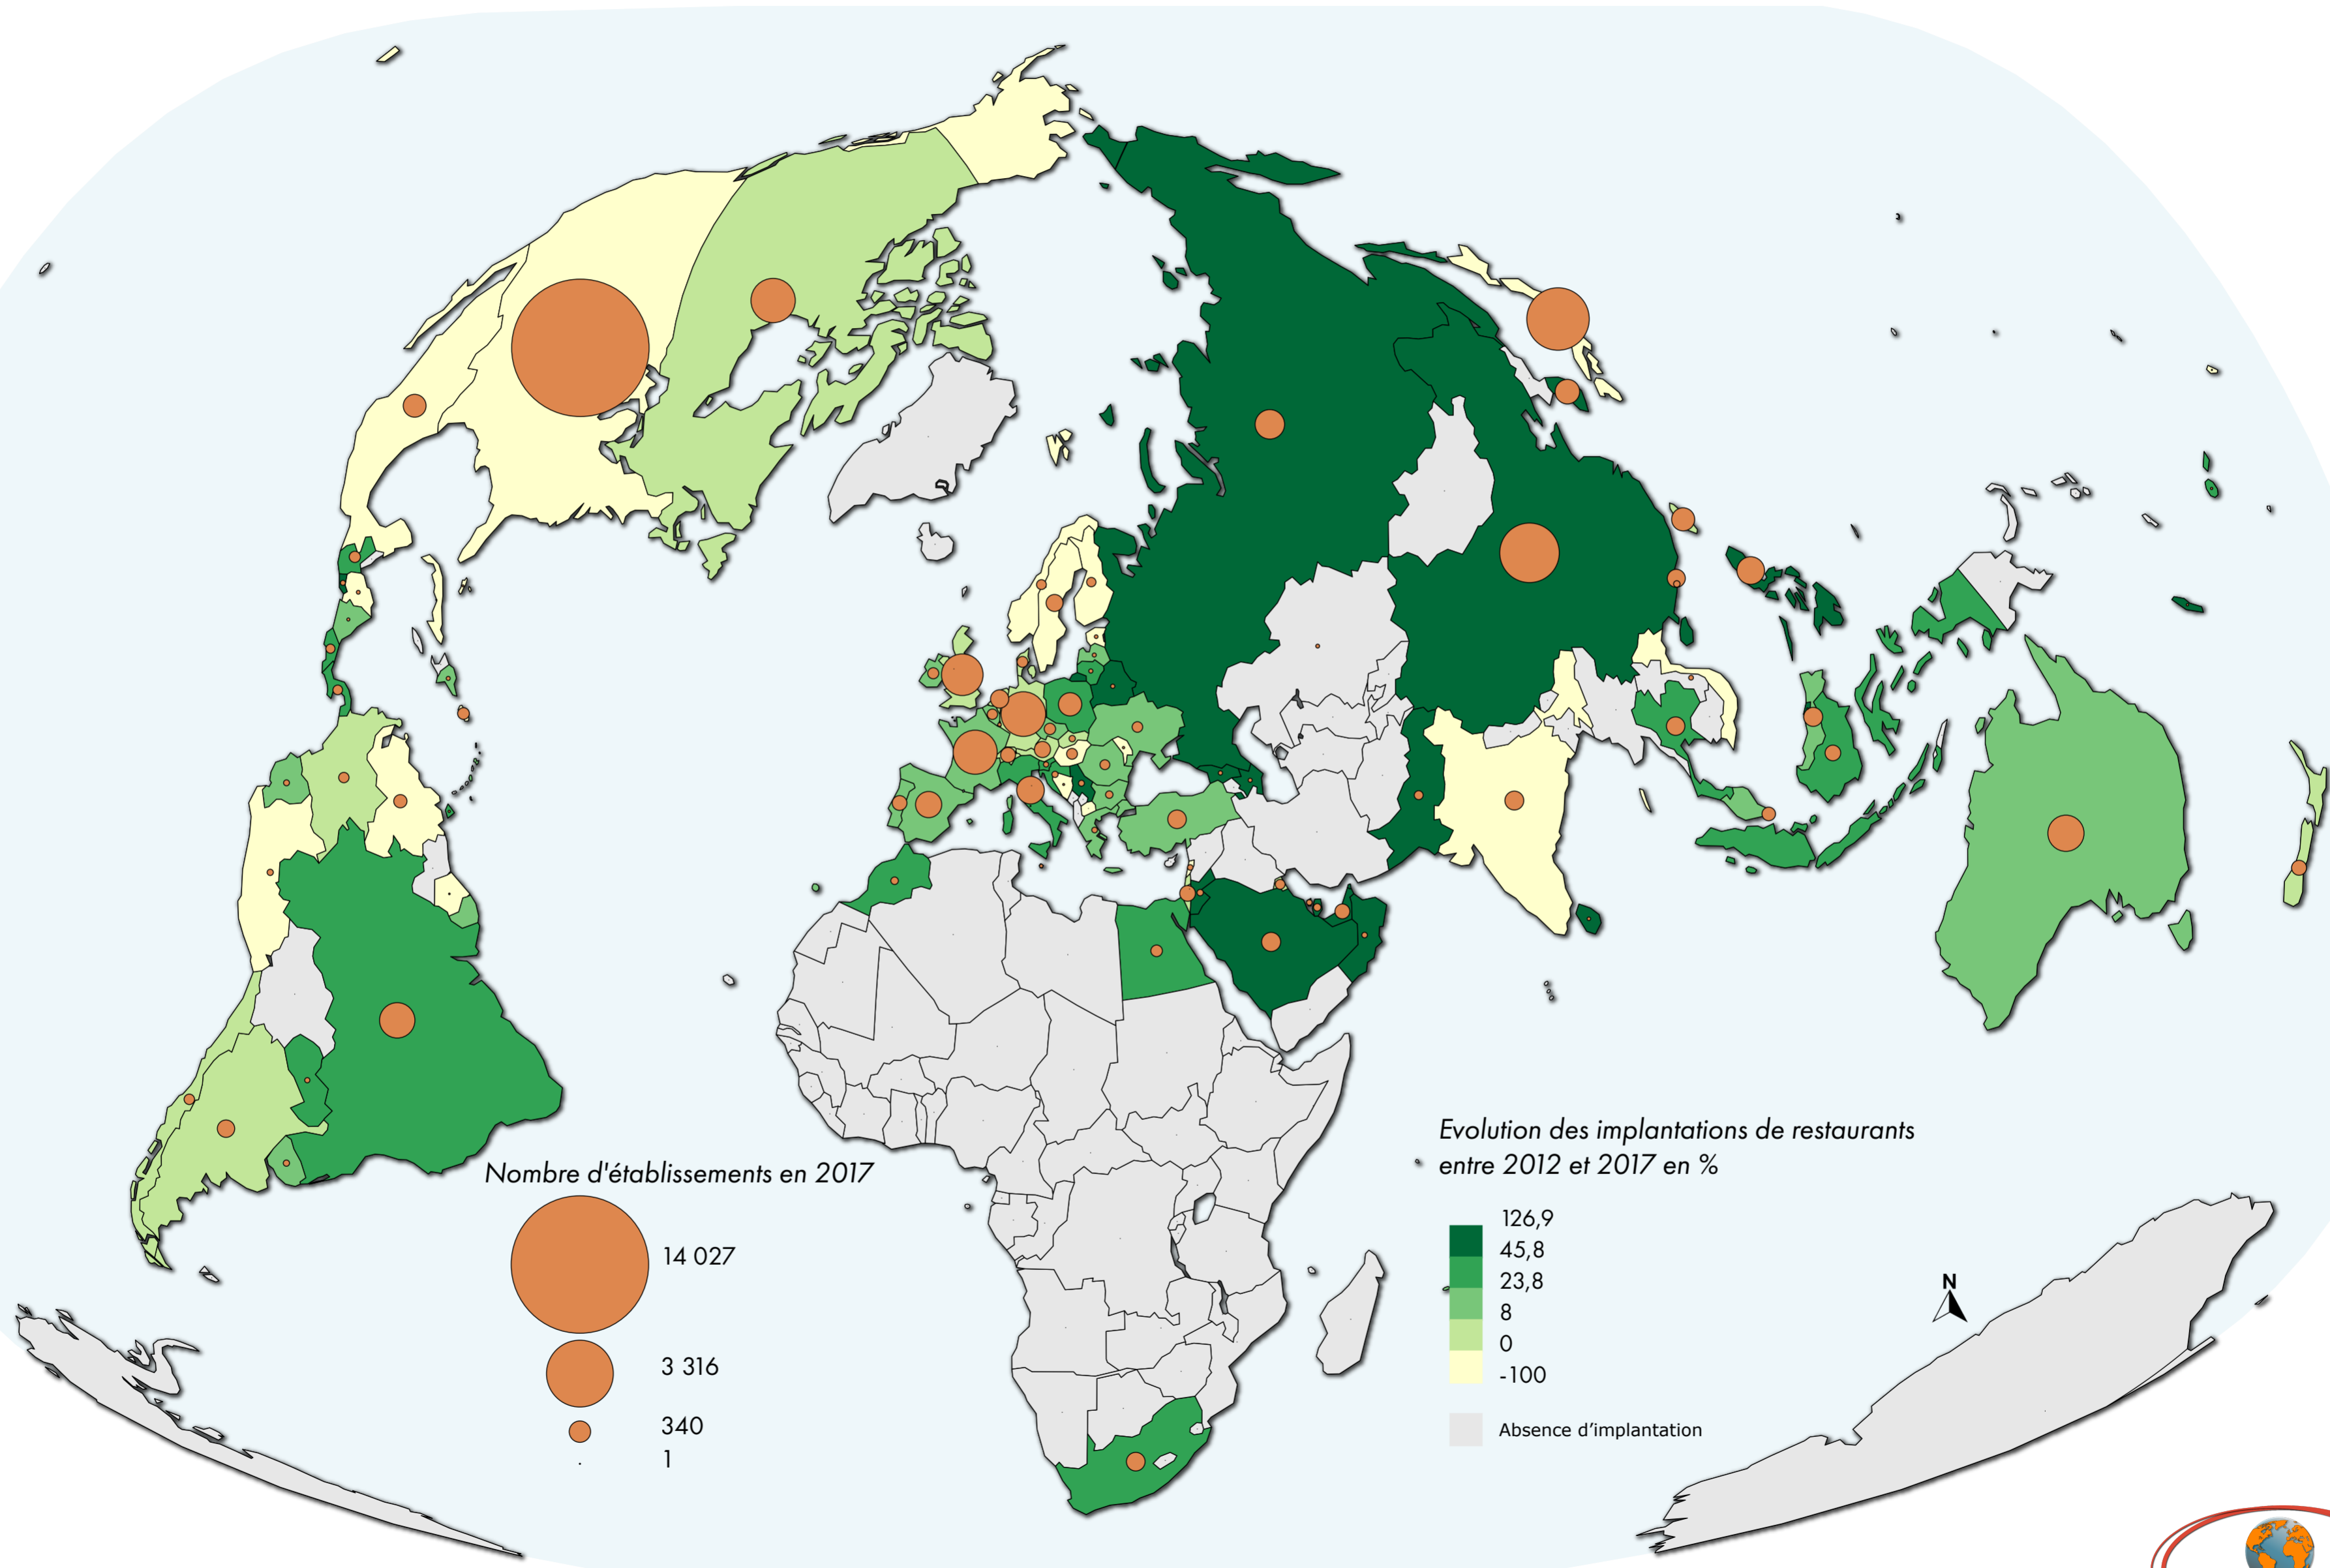 Nombre d'établissements en 2017
14 027
3 316
340
1
Evolution des implantations de restaurants
entre 2012 et 2017 en %
126,9
45,8
23,8
8
0
-100
Absence d’implantation
N